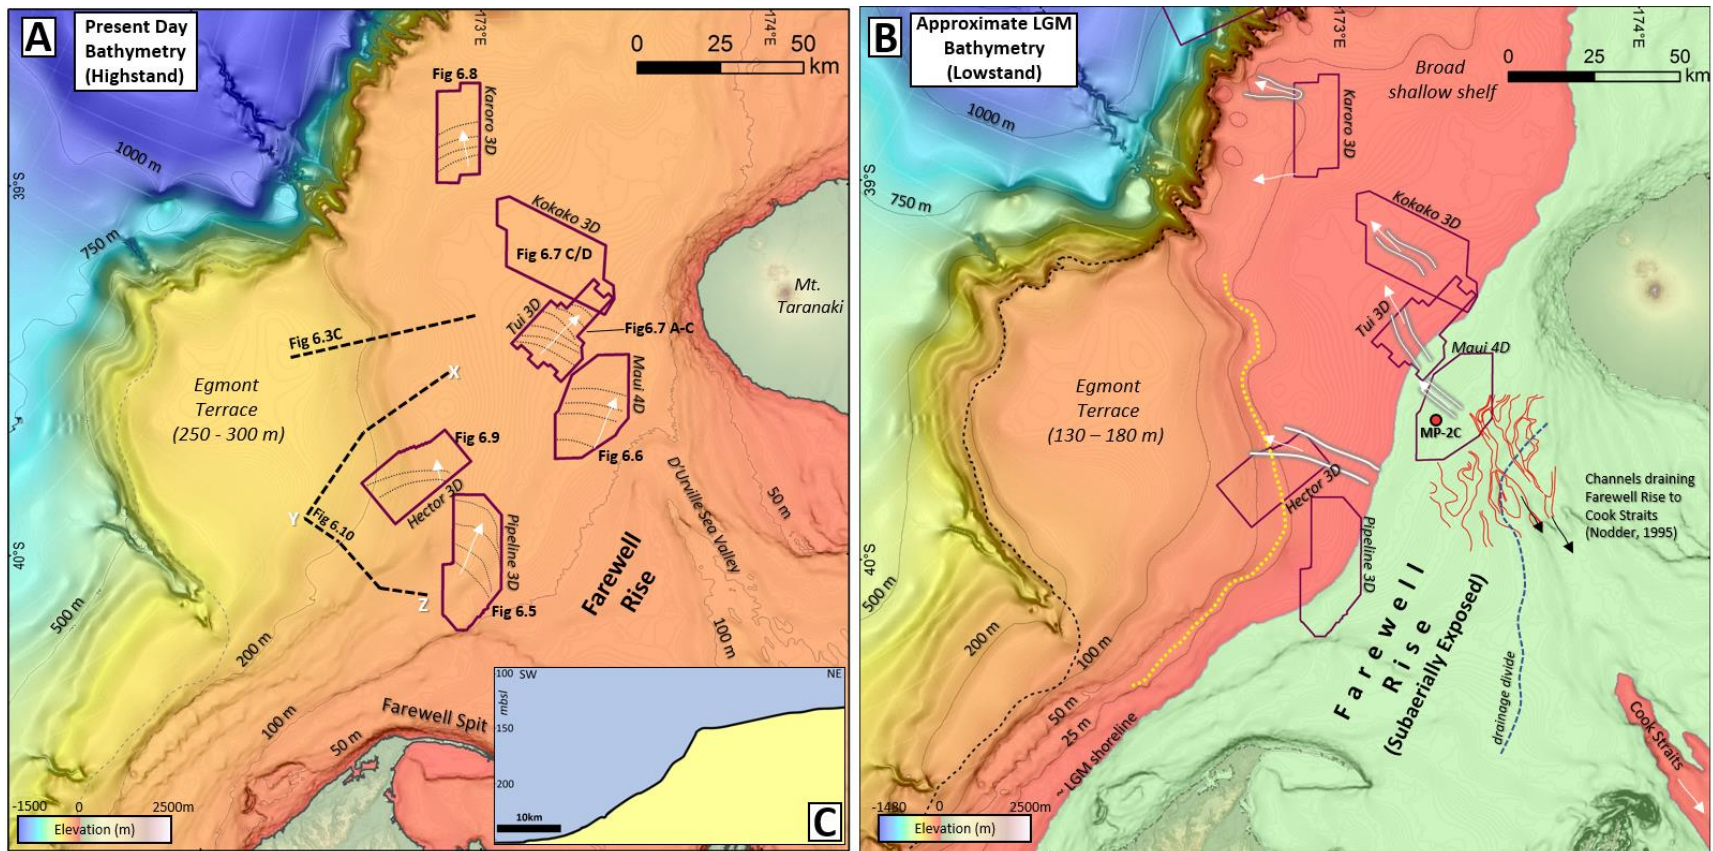 A
Present Day
Bathymetry
(Highstand)
173°E
174°E
0 25 50
km
Fig 6.8
Karoro 3D
1000 m
39°S
750 m
Kokako 3D
Fig 6.7 C/D
Mt.
Taranaki
Tui 3D
Fig6.7 A-C
Fig 6.3C
Maui 4D
Egmont
Terrace
(250 - 300 m)
X
Fig 6.9
Fig 6.6
D'Urville Sea Valley
50 m
Hector 3D
Y
Fig 6.10
Pipeline 3D
40°S
Farewell
Rise
500 m
Z
Fig 6.5
200 m
100 m
100 m
Farewell Spit
50 m
100
SW
NE
mbsl
150
200
10km
C
-1500 0 2500m
Elevation (m)
B
Approximate LGM
Bathymetry
(Lowstand)
173°E
174°E
0 25 50
km
Broad
shallow shelf
Karoro 3D
1000 m
39°S
750 m
Kokako 3D
Tui 3D
Maui 4D
Egmont
Terrace
(130 – 180 m)
MP-2C
Hector 3D
Channels draining
Farewell Rise to
Cook Straits
(Nodder, 1995)
Pipeline 3D
40°S
500 m
Farewell
Rise
(Subaerially Exposed)
200 m
100 m
drainage divide
50 m
25 m
~ LGM shoreline
Cook Straits
-1480 0 2500m
Elevation (m)